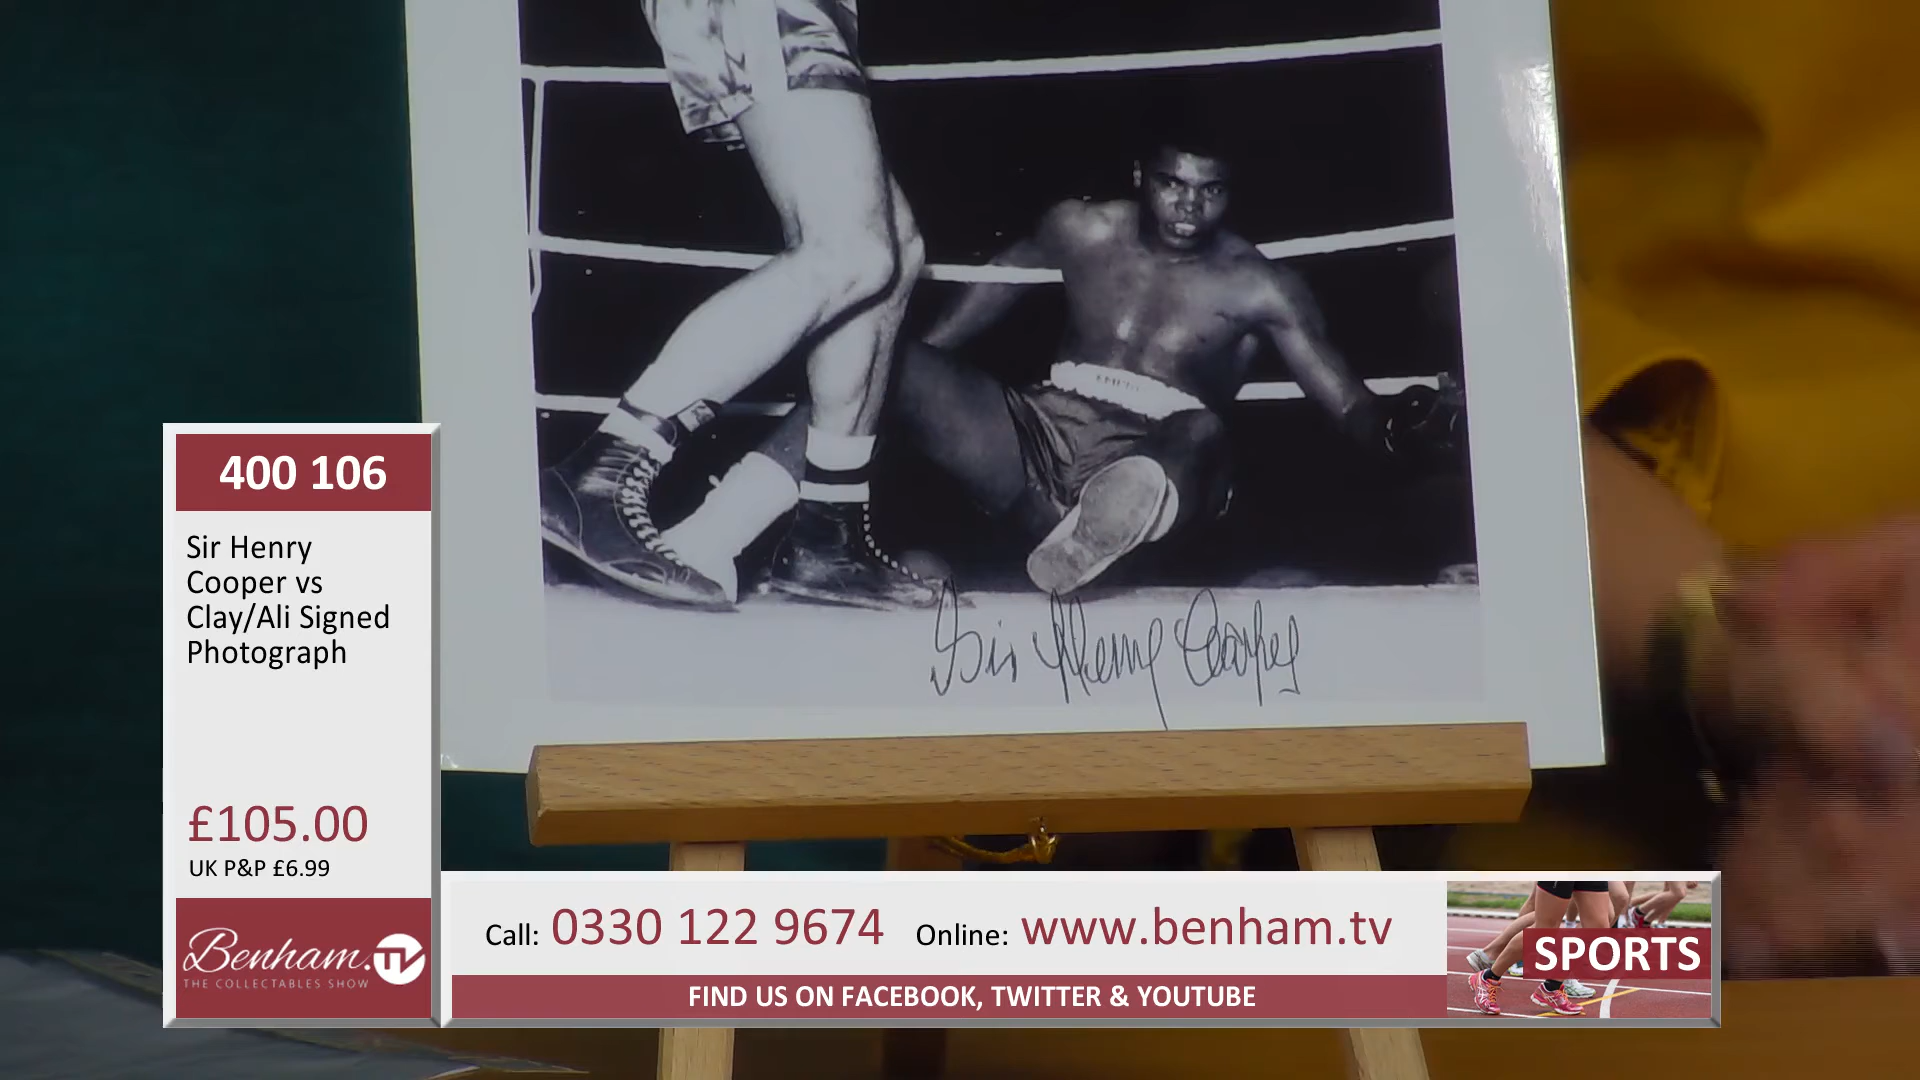 400 106
Sir Henry
Cooper vs
Clay/Ali Signed
Photograph
£105.00
UK P&P £6.99
Benham.TV
THE COLLECTABLES SHOW
Sir Henry Cooper
Call: 0330 122 9674 Online: www.benham.tv
FIND US ON FACEBOOK, TWITTER & YOUTUBE
SPORTS